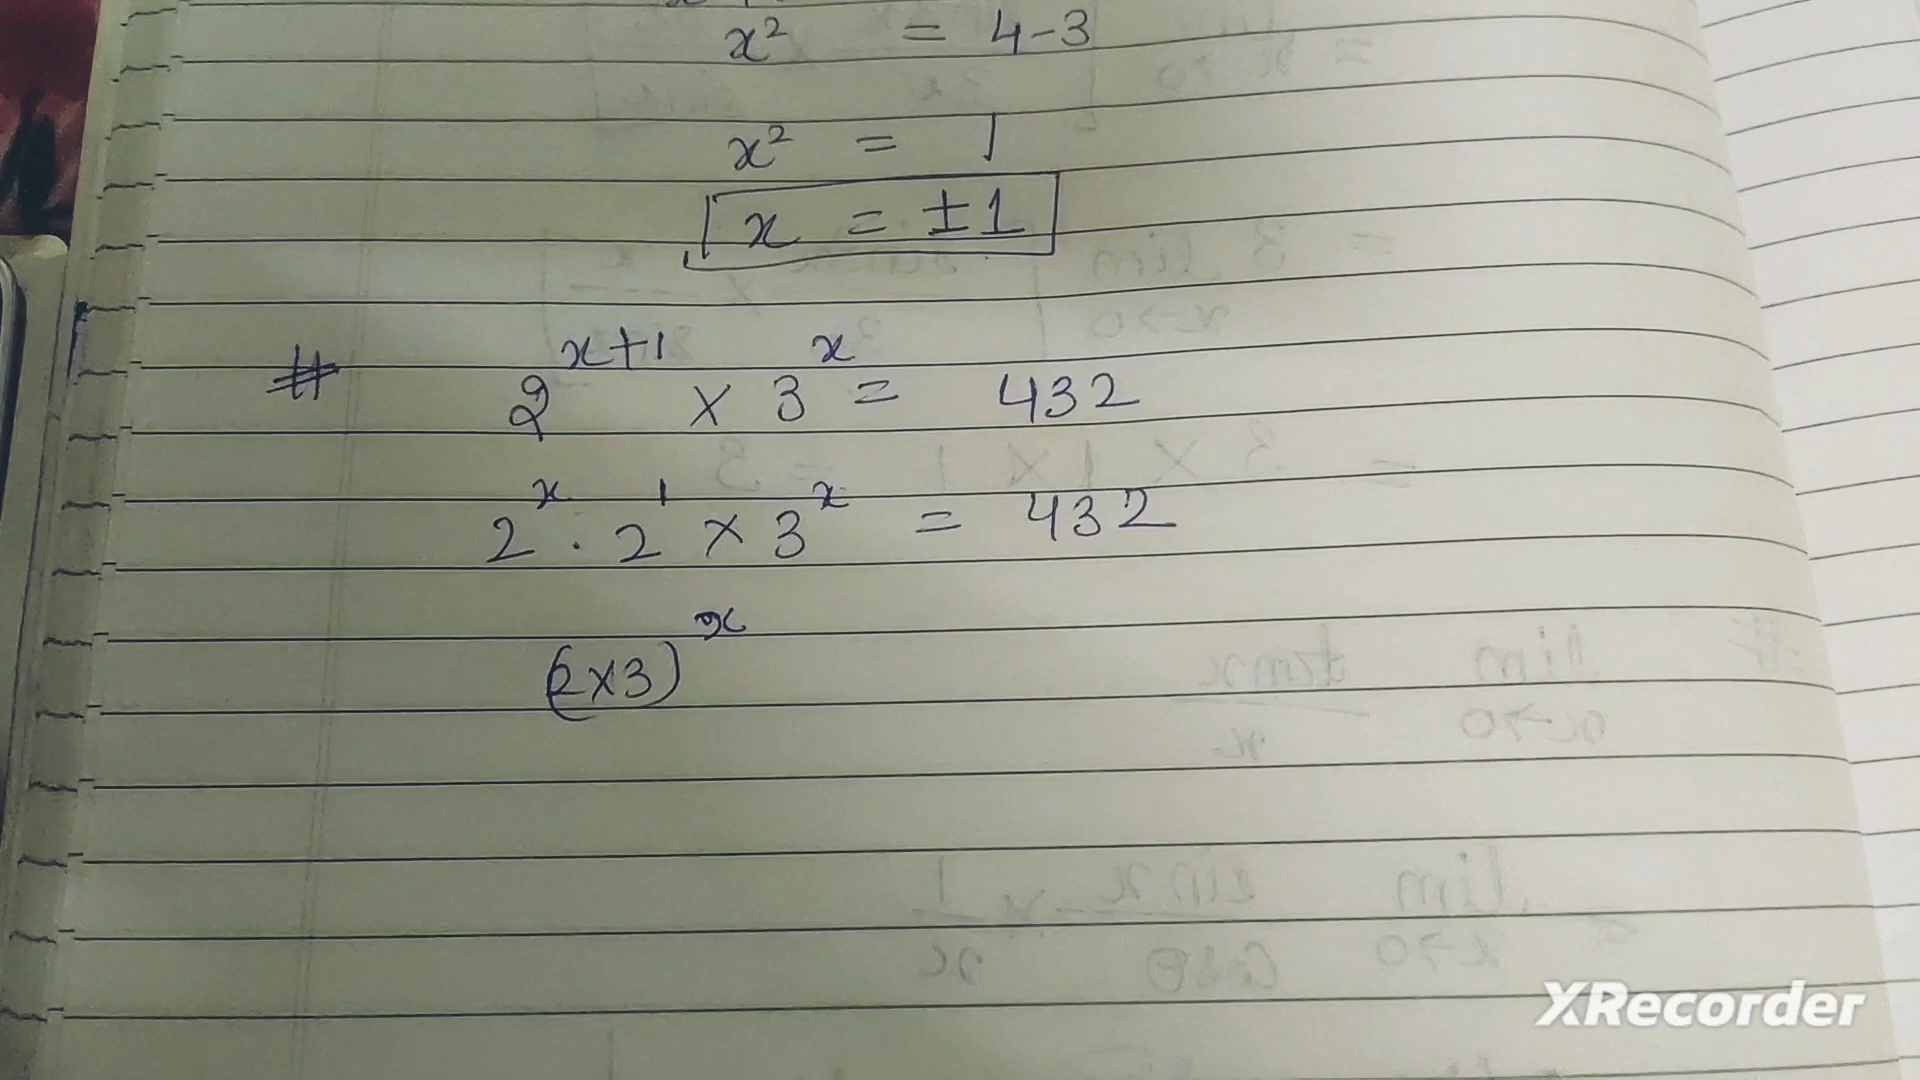 x² = 4-3
x² = 1
x = ±1
# 2^{x+1} × 3^x = 432
2^x · 2^1 × 3^x = 432
(2×3)^x
XRecorder